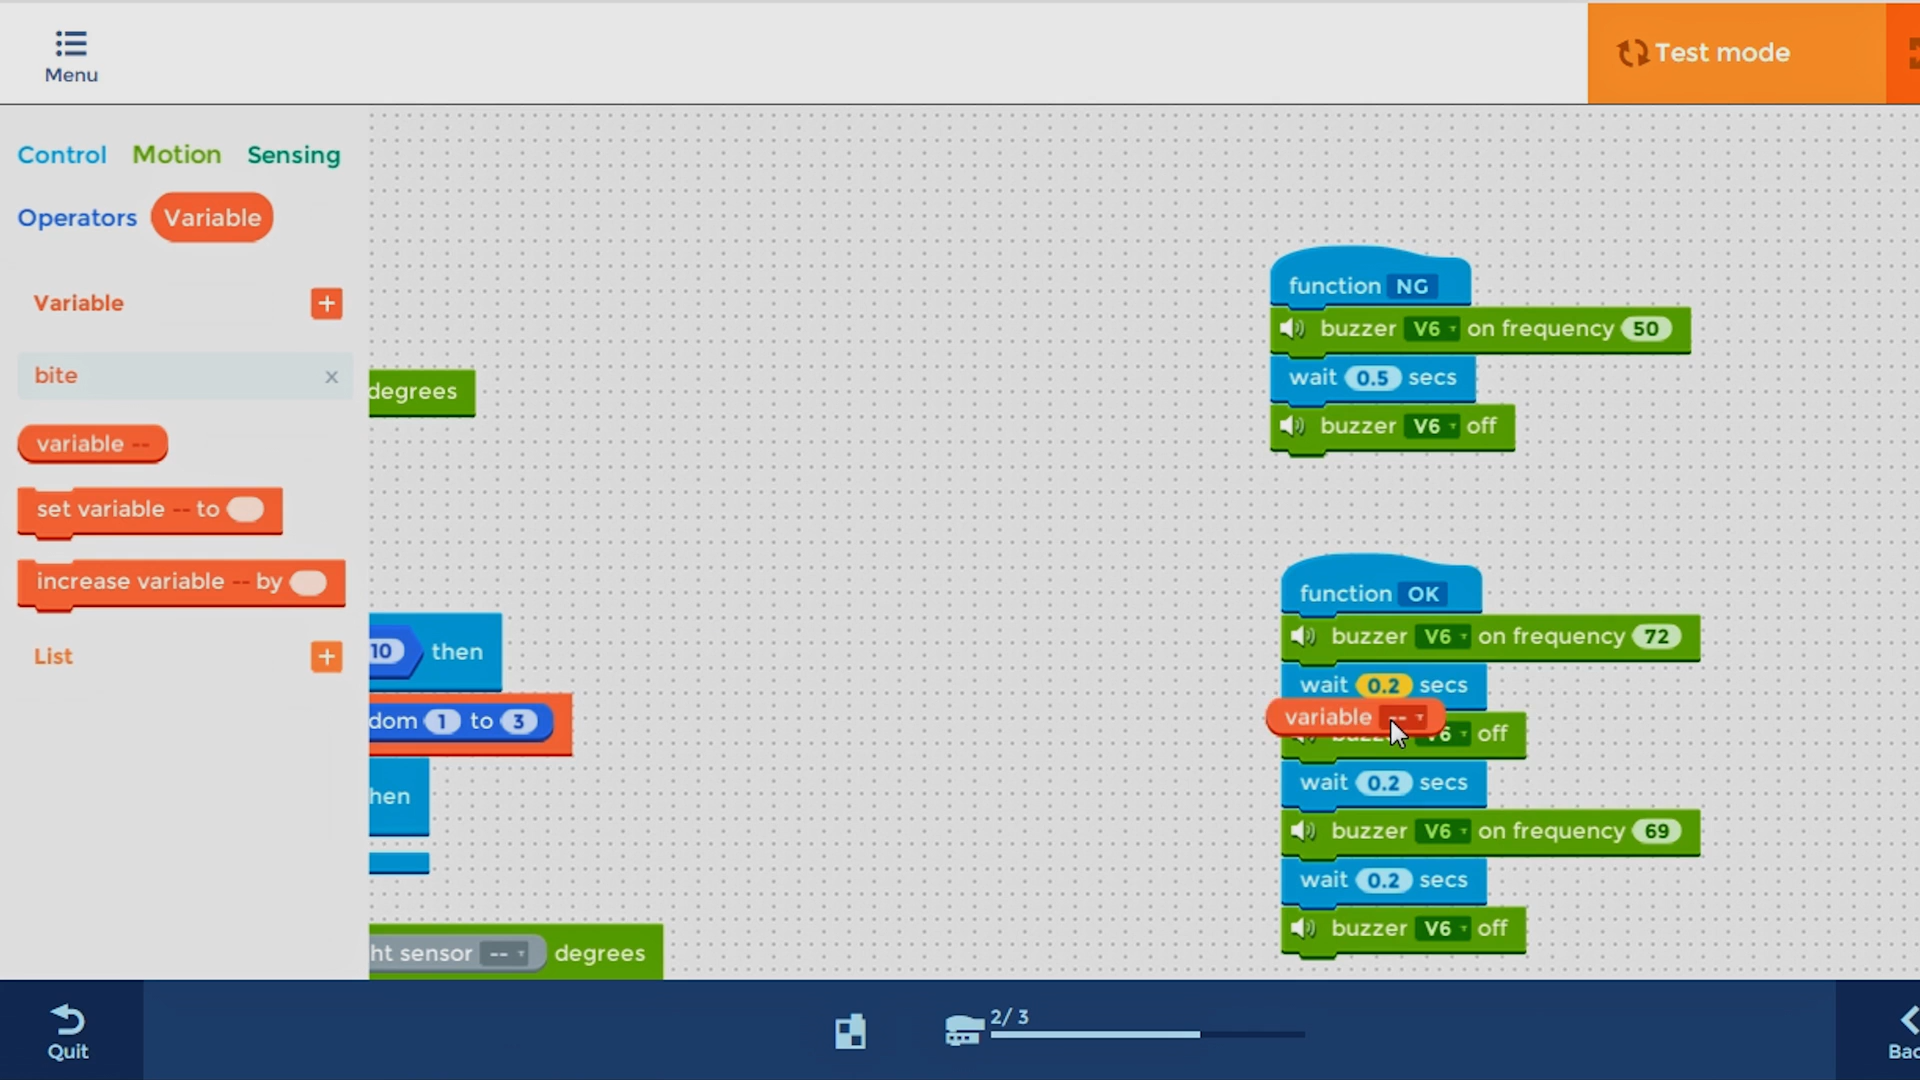 Menu
Test mode
Control Motion Sensing
Operators Variable
Variable +
bite x
variable --
set variable -- to
increase variable -- by
List +
degrees
10 then
dom 1 to 3
hen
ht sensor -- degrees
function NG
buzzer V6 on frequency 50
wait 0.5 secs
buzzer V6 off
function OK
buzzer V6 on frequency 72
wait 0.2 secs
variable --
V6 off
wait 0.2 secs
buzzer V6 on frequency 69
wait 0.2 secs
buzzer V6 off
Quit
2/ 3
Bac